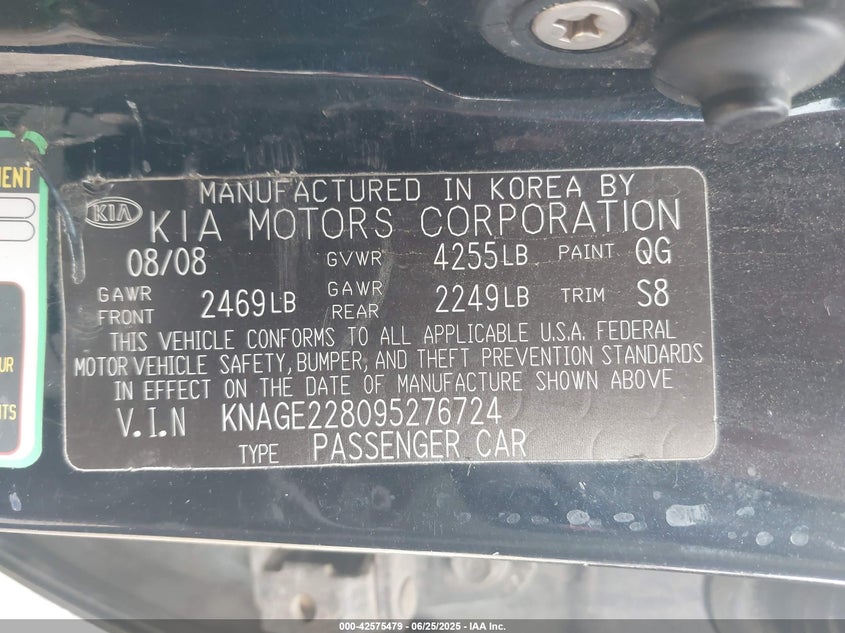 MENT
UR
NTS
MANUFACTURED IN KOREA BY
KIA KIA MOTORS CORPORATION
08/08 GVWR 4255LB PAINT QG
GAWR FRONT 2469LB GAWR REAR 2249LB TRIM S8
THIS VEHICLE CONFORMS TO ALL APPLICABLE U.S.A. FEDERAL
MOTOR VEHICLE SAFETY, BUMPER, AND THEFT PREVENTION STANDARDS
IN EFFECT ON THE DATE OF MANUFACTURE SHOWN ABOVE.
V.I.N KNAGE228095276724
TYPE PASSENGER CAR
000-42575479 - 06/25/2025 - IAA Inc.